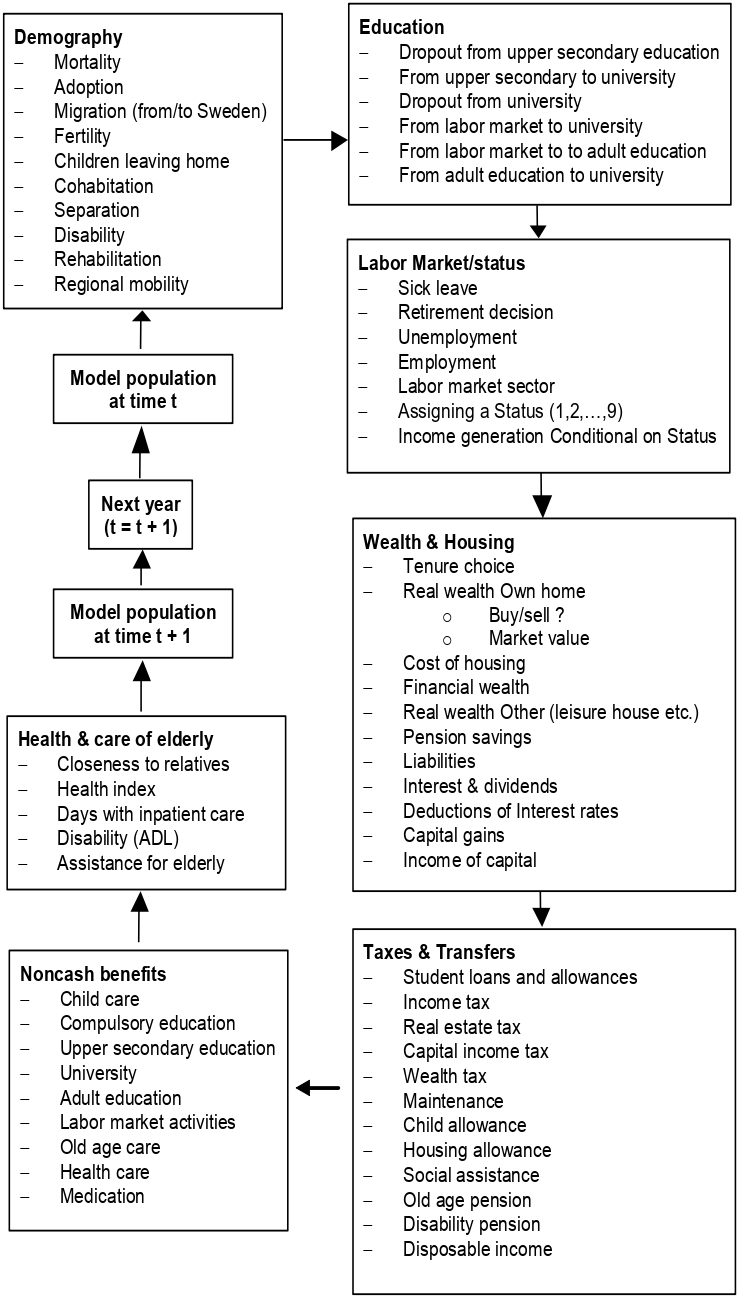 Demography
– Mortality
– Adoption
– Migration (from/to Sweden)
– Fertility
– Children leaving home
– Cohabitation
– Separation
– Disability
– Rehabilitation
– Regional mobility
Education
– Dropout from upper secondary education
– From upper secondary to university
– Dropout from university
– From labor market to university
– From labor market to to adult education
– From adult education to university
Labor Market/status
– Sick leave
– Retirement decision
– Unemployment
– Employment
– Labor market sector
– Assigning a Status (1,2,…,9)
– Income generation Conditional on Status
Wealth & Housing
– Tenure choice
– Real wealth Own home
o Buy/sell ?
o Market value
– Cost of housing
– Financial wealth
– Real wealth Other (leisure house etc.)
– Pension savings
– Liabilities
– Interest & dividends
– Deductions of Interest rates
– Capital gains
– Income of capital
Taxes & Transfers
– Student loans and allowances
– Income tax
– Real estate tax
– Capital income tax
– Wealth tax
– Maintenance
– Child allowance
– Housing allowance
– Social assistance
– Old age pension
– Disability pension
– Disposable income
Noncash benefits
– Child care
– Compulsory education
– Upper secondary education
– University
– Adult education
– Labor market activities
– Old age care
– Health care
– Medication
Health & care of elderly
– Closeness to relatives
– Health index
– Days with inpatient care
– Disability (ADL)
– Assistance for elderly
Model population
at time t + 1
Next year
(t = t + 1)
Model population
at time t